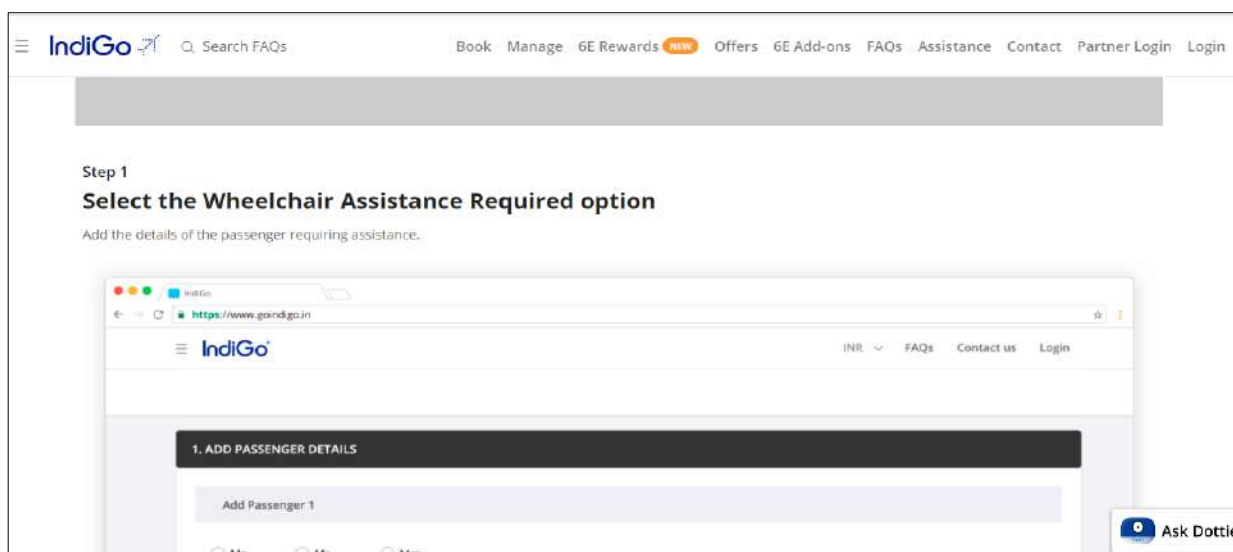 IndiGo Search FAQs Book Manage 6E Rewards NEW Offers 6E Add-ons FAQs Assistance Contact Partner Login Login
Step 1
Select the Wheelchair Assistance Required option
Add the details of the passenger requiring assistance.
IndiGo
https://www.goindigo.in
IndiGo INR FAQs Contact us Login
1. ADD PASSENGER DETAILS
Add Passenger 1
Ask Dottie